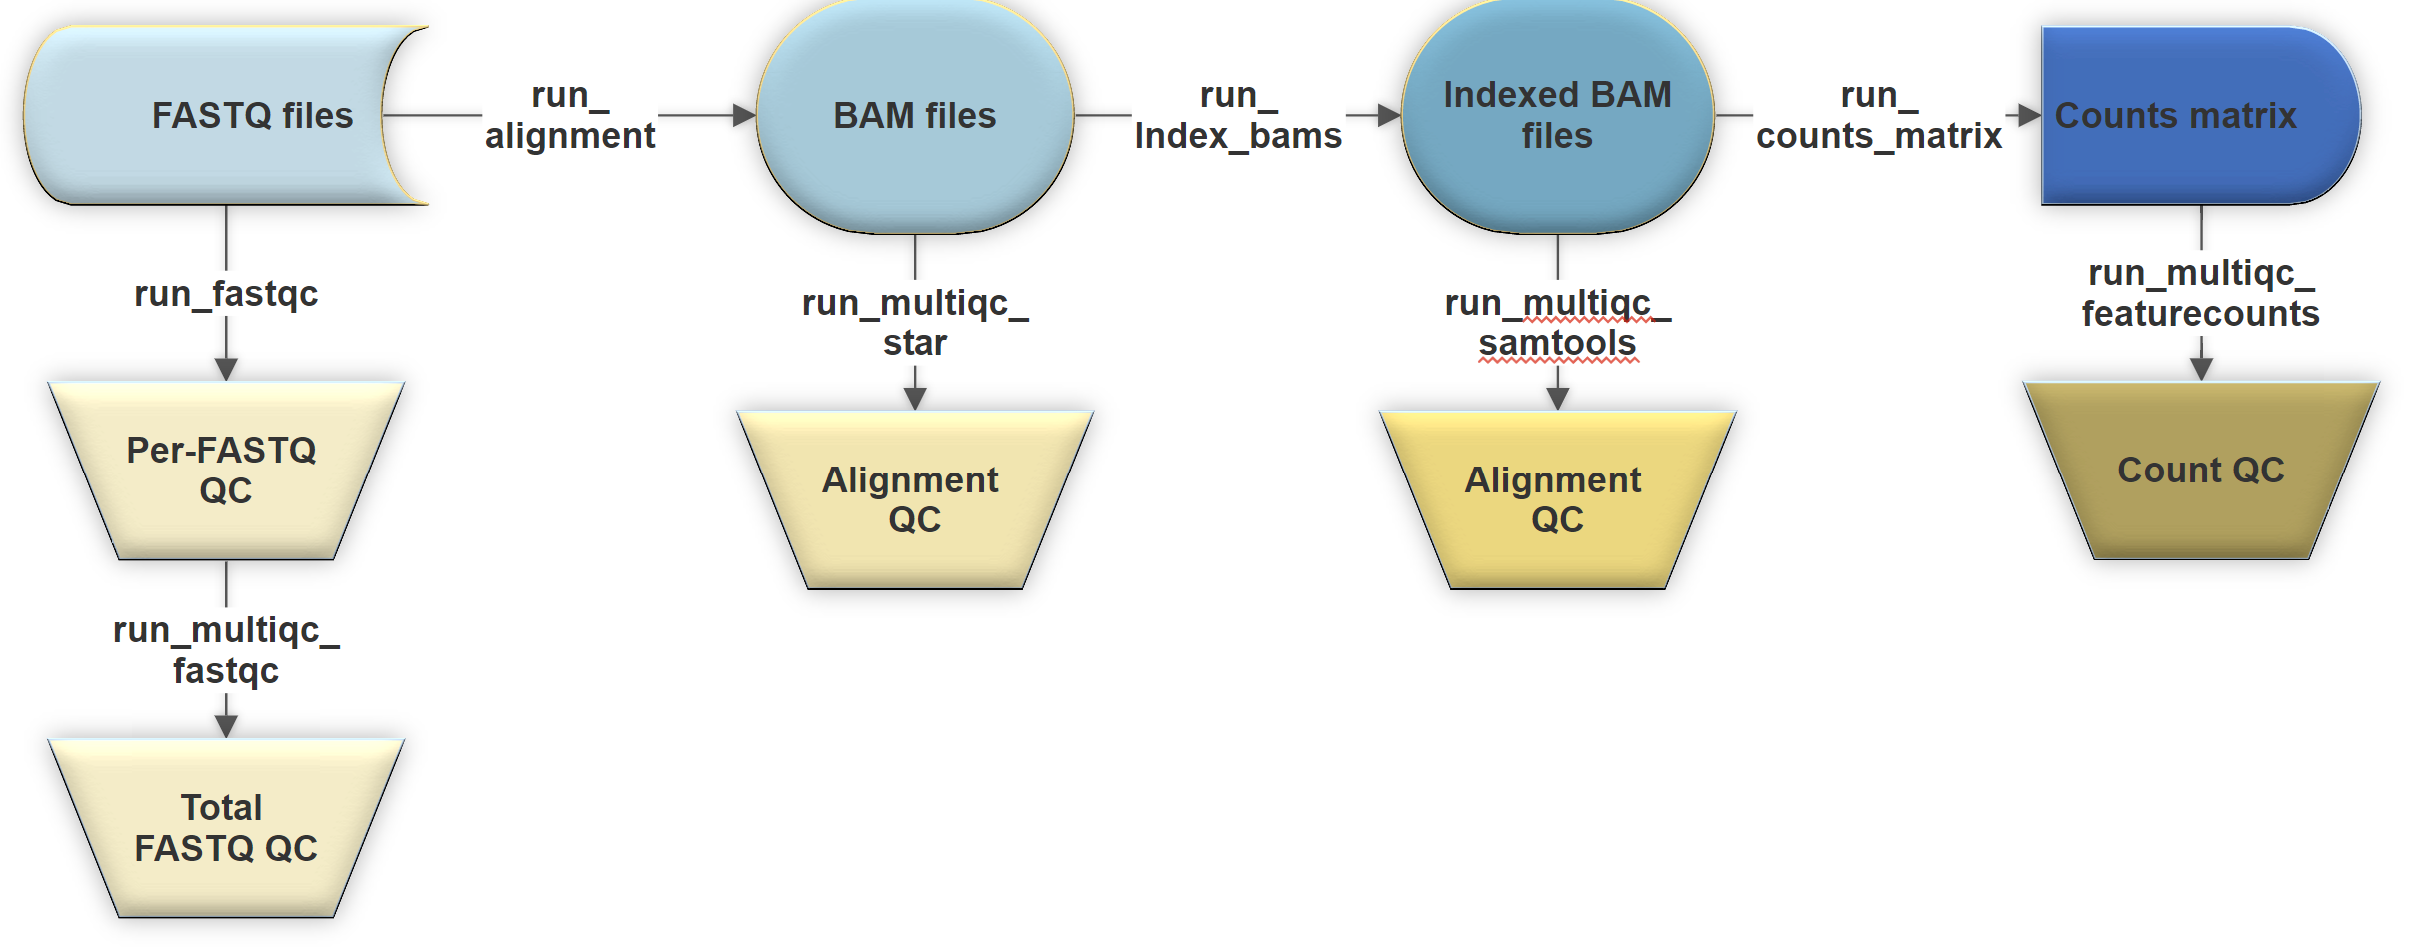 FASTQ files
run_
alignment
BAM files
run_
Index_bams
Indexed BAM
files
run_
counts_matrix
Counts matrix
run_fastqc
run_multiqc_
star
run_multiqc_
samtools
run_multiqc_
featurecounts
Per-FASTQ
QC
Alignment
QC
Alignment
QC
Count QC
run_multiqc_
fastqc
Total
FASTQ QC